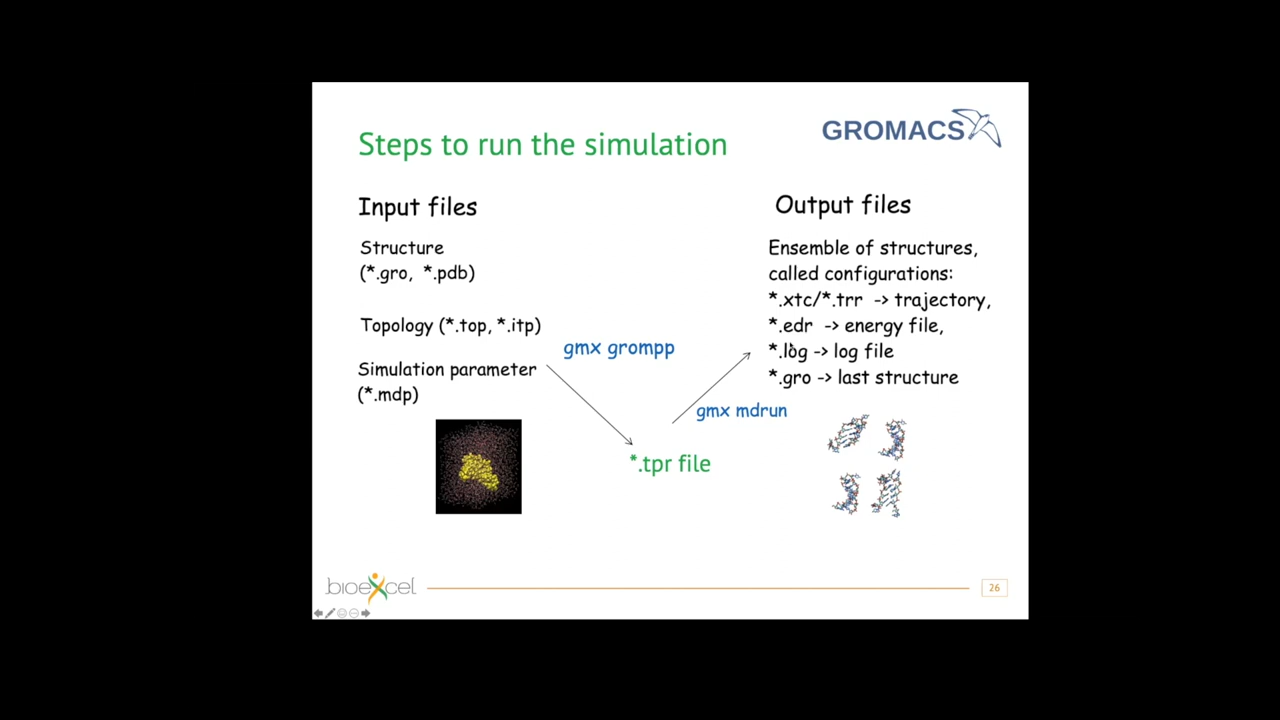 GROMACS
Steps to run the simulation
Input files
Structure
(*.gro, *.pdb)
Topology (*.top, *.itp)
Simulation parameter
(*.mdp)
gmx grompp
*.tpr file
gmx mdrun
Output files
Ensemble of structures,
called configurations:
*.xtc/*.trr -> trajectory,
*.edr -> energy file,
*.log -> log file
*.gro -> last structure
bioexcel
26